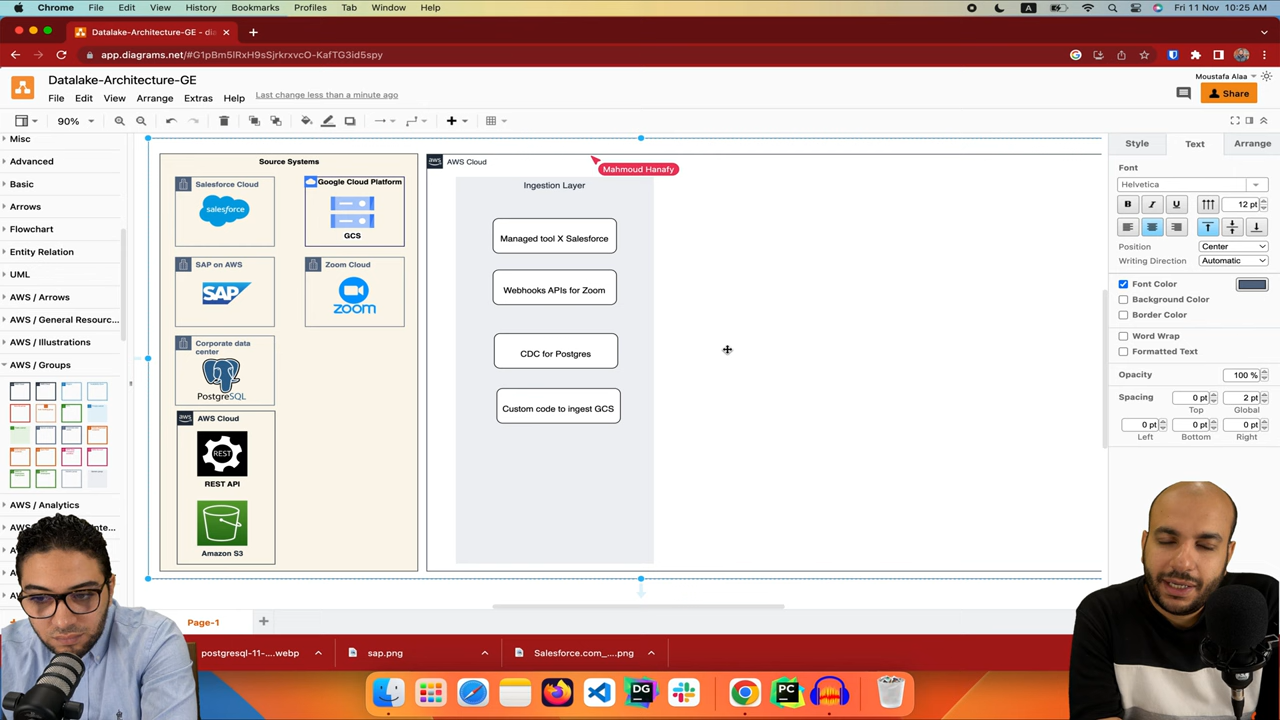 Chrome File Edit View History Bookmarks Profiles Tab Window Help
A Fri 11 Nov 10:25 AM
Datalake-Architecture-GE - dia
app.diagrams.net/#G1pBm5lRxH9sSjrkrxvcO-KafTG3id5spy
Datalake-Architecture-GE
Moustafa Alaa
File Edit View Arrange Extras Help Last change less than a minute ago
Share
90%
Misc
Advanced
Basic
Arrows
Flowchart
Entity Relation
UML
AWS / Arrows
AWS / General Resourc...
AWS / Illustrations
AWS / Groups
AWS / Analytics
Source Systems
Salesforce Cloud
salesforce
Google Cloud Platform
GCS
SAP on AWS
SAP
Zoom Cloud
zoom
Corporate data
center
PostgreSQL
aws AWS Cloud
REST
REST API
Amazon S3
aws AWS Cloud
Mahmoud Hanafy
Ingestion Layer
Managed tool X Salesforce
Webhooks APIs for Zoom
CDC for Postgres
Custom code to ingest GCS
Style Text Arrange
Font
Helvetica
B I U 12 pt
Position Center
Writing Direction Automatic
Font Color
Background Color
Border Color
Word Wrap
Formatted Text
Opacity 100 %
Spacing 0 pt 2 pt
Top Global
0 pt 0 pt 0 pt
Left Bottom Right
Page-1
postgresql-11-....webp
sap.png
Salesforce.com_....png
DG
PC